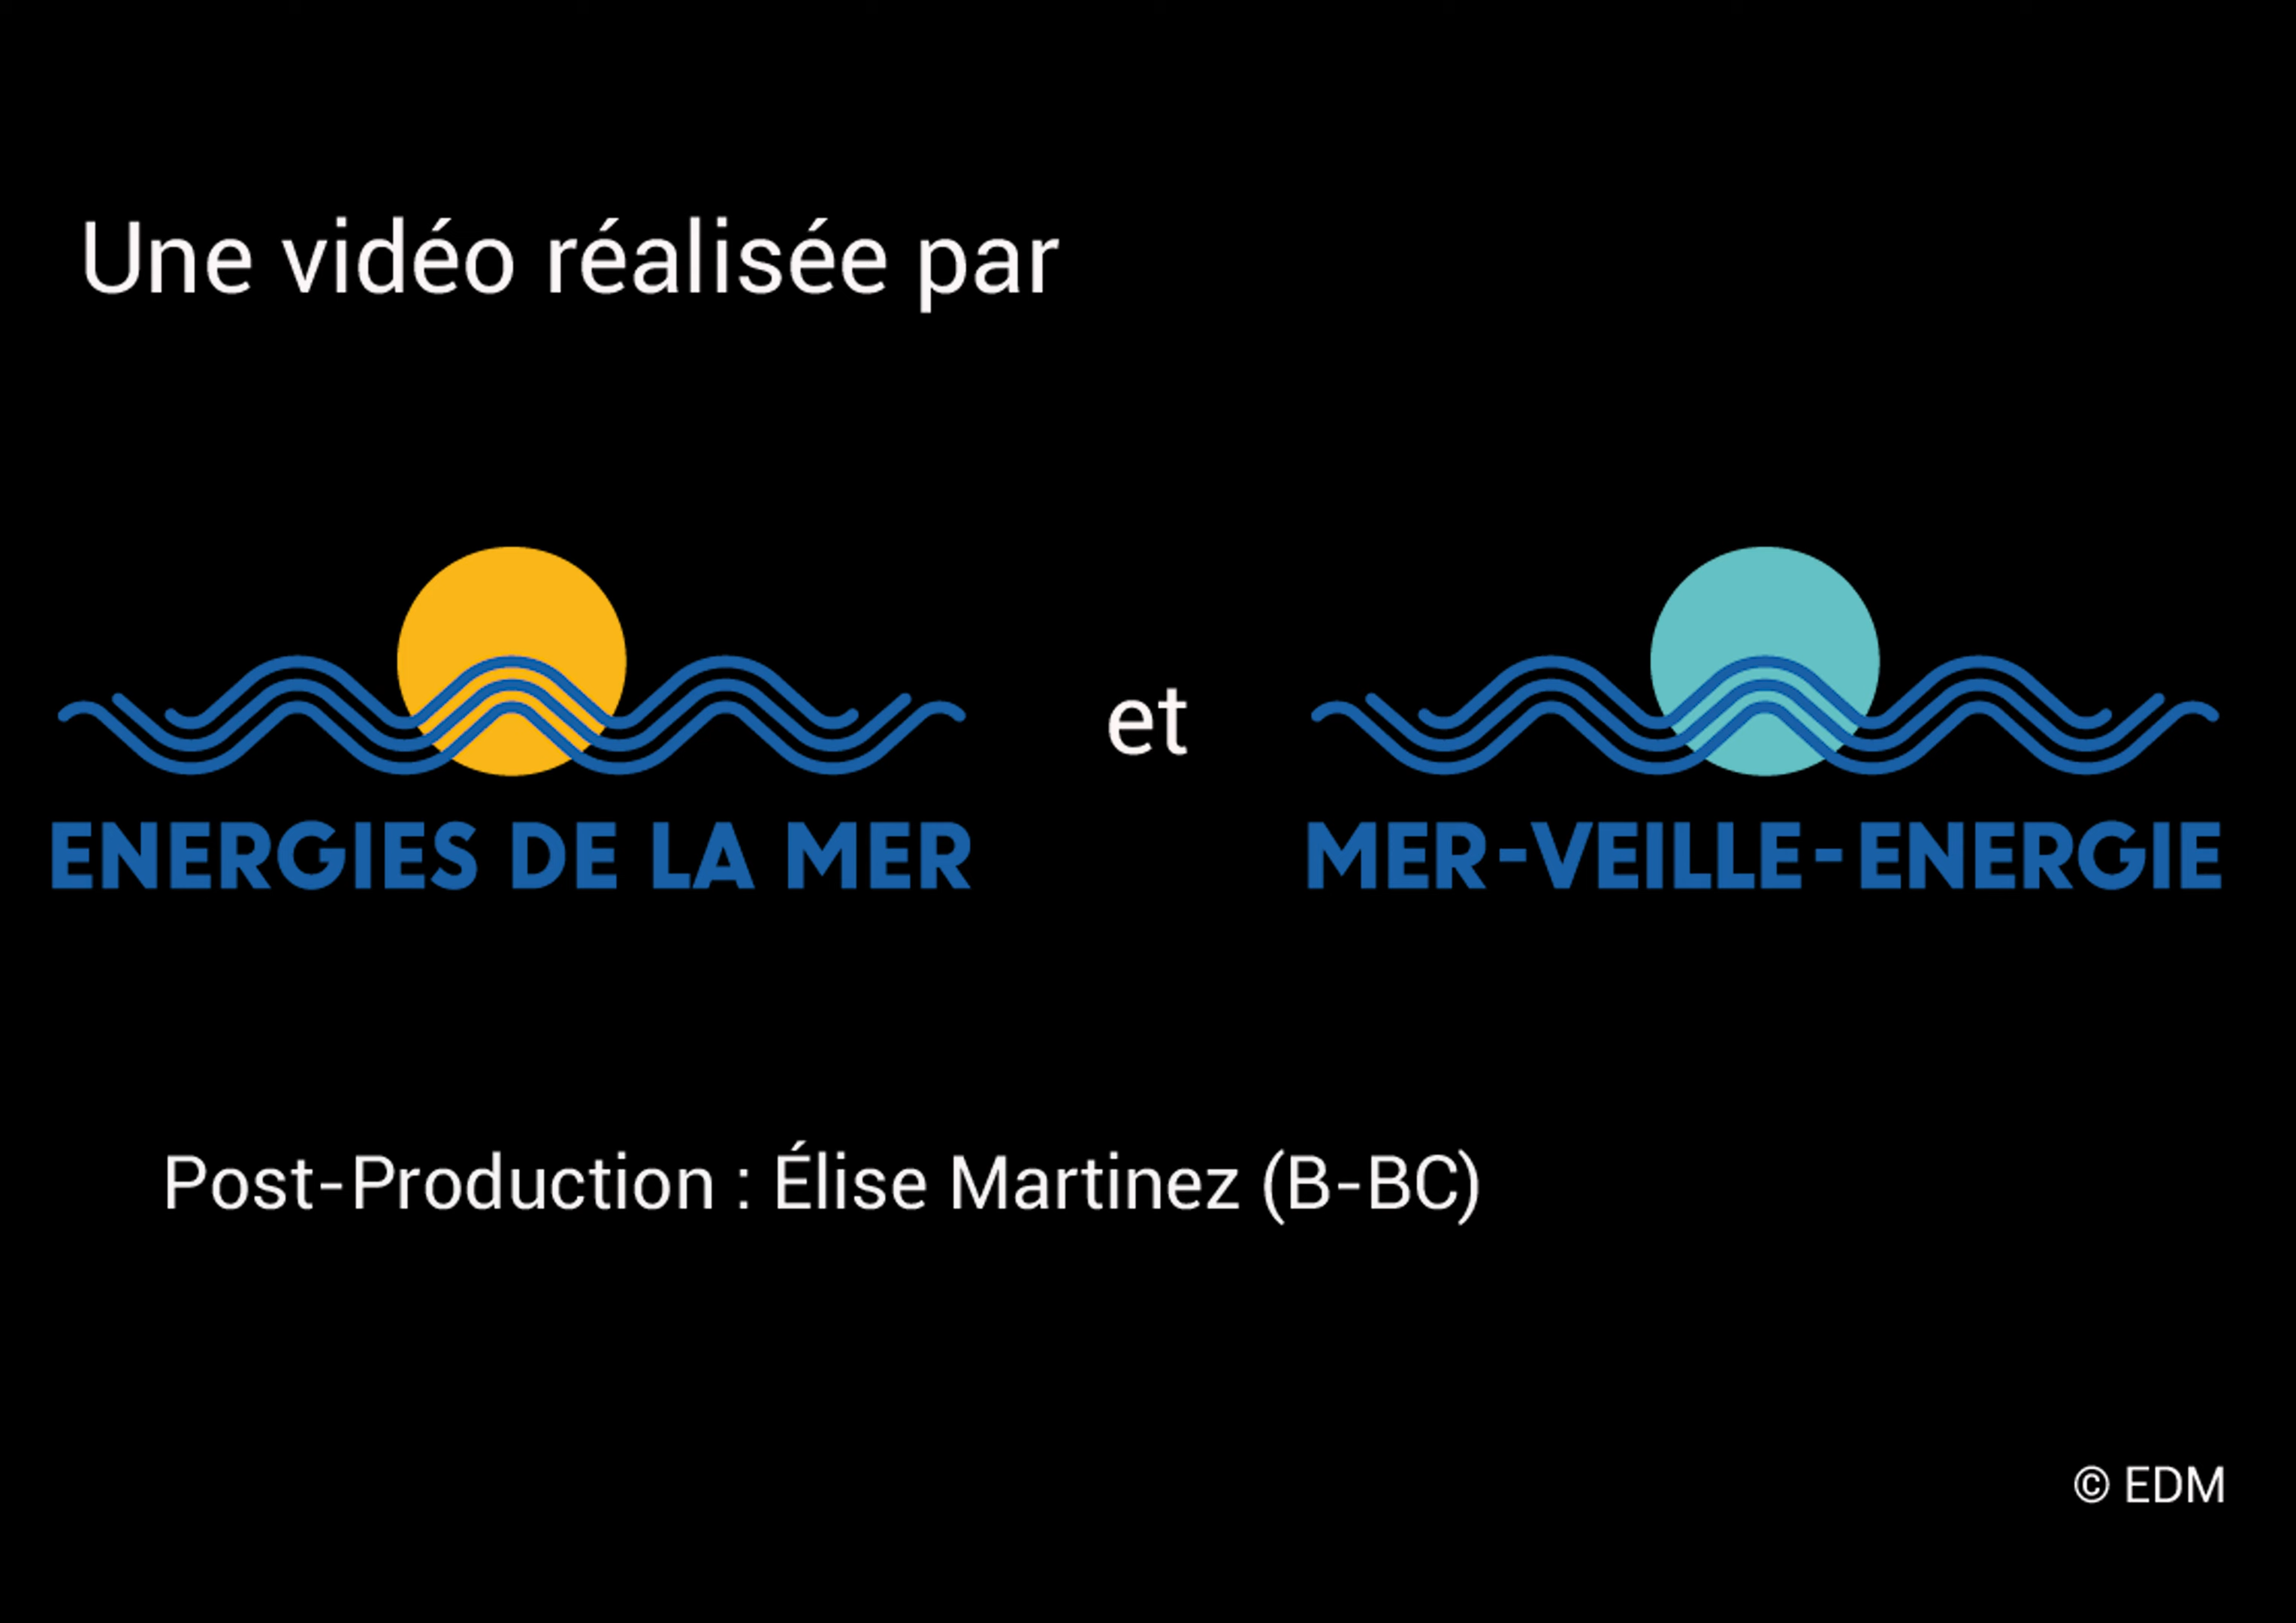 Une vidéo réalisée par
ENERGIES DE LA MER et MER-VEILLE-ENERGIE
Post-Production : Élise Martinez (B-BC)
© EDM